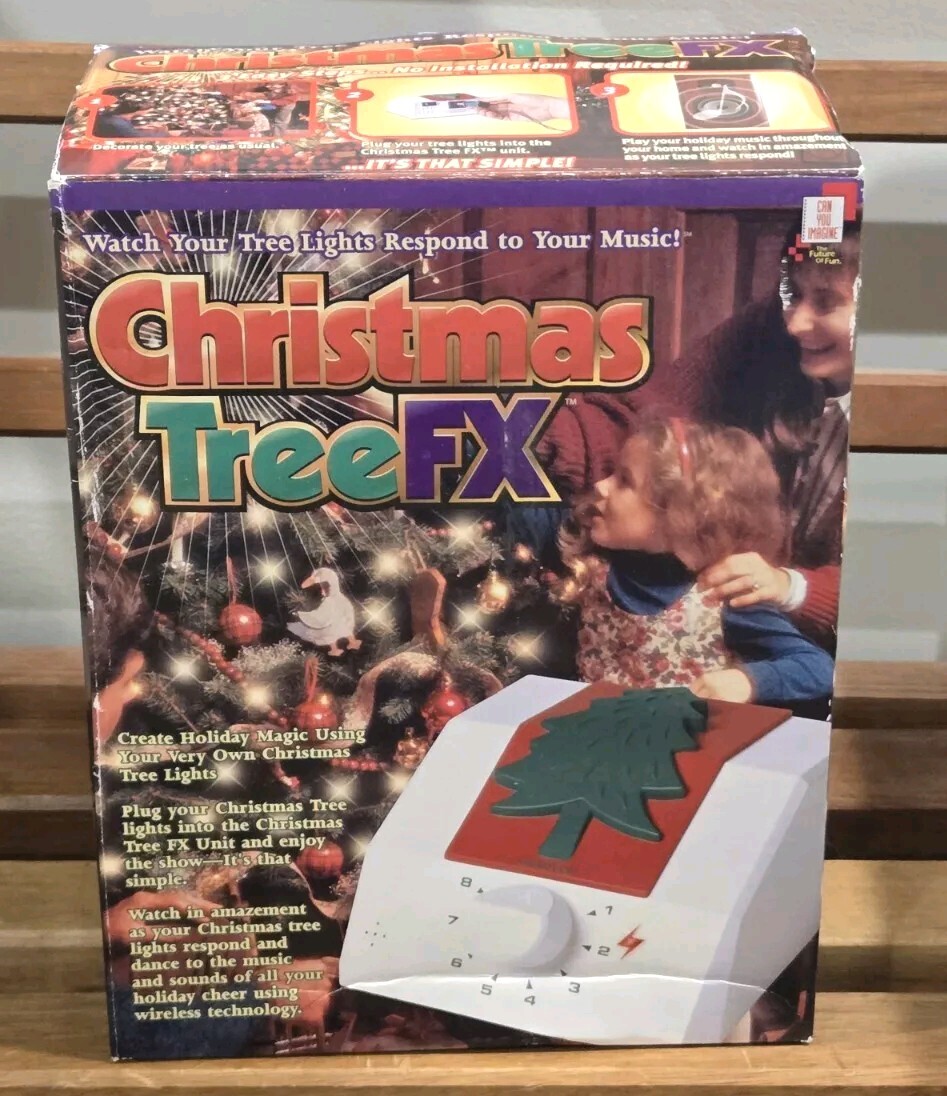 Christmas TreeFX
3 Easy Steps...No Installation Required!
1
2
3
Decorate your tree as usual.
Plug your tree lights into the
Christmas Tree FX™ unit.
Play your holiday music throughout
your home and watch in amazement
as your tree lights respond!
...IT'S THAT SIMPLE!
CAN
YOU
IMAGINE
The
Future
Of Fun.
Watch Your Tree Lights Respond to Your Music!™
Christmas
TreeFX™
Create Holiday Magic Using
Your Very Own Christmas
Tree Lights
Plug your Christmas Tree
lights into the Christmas
Tree FX Unit and enjoy
the show—It's that
simple.
Watch in amazement
as your Christmas tree
lights respond and
dance to the music
and sounds of all your
holiday cheer using
wireless technology.
8
1
7
2
6
3
5
4